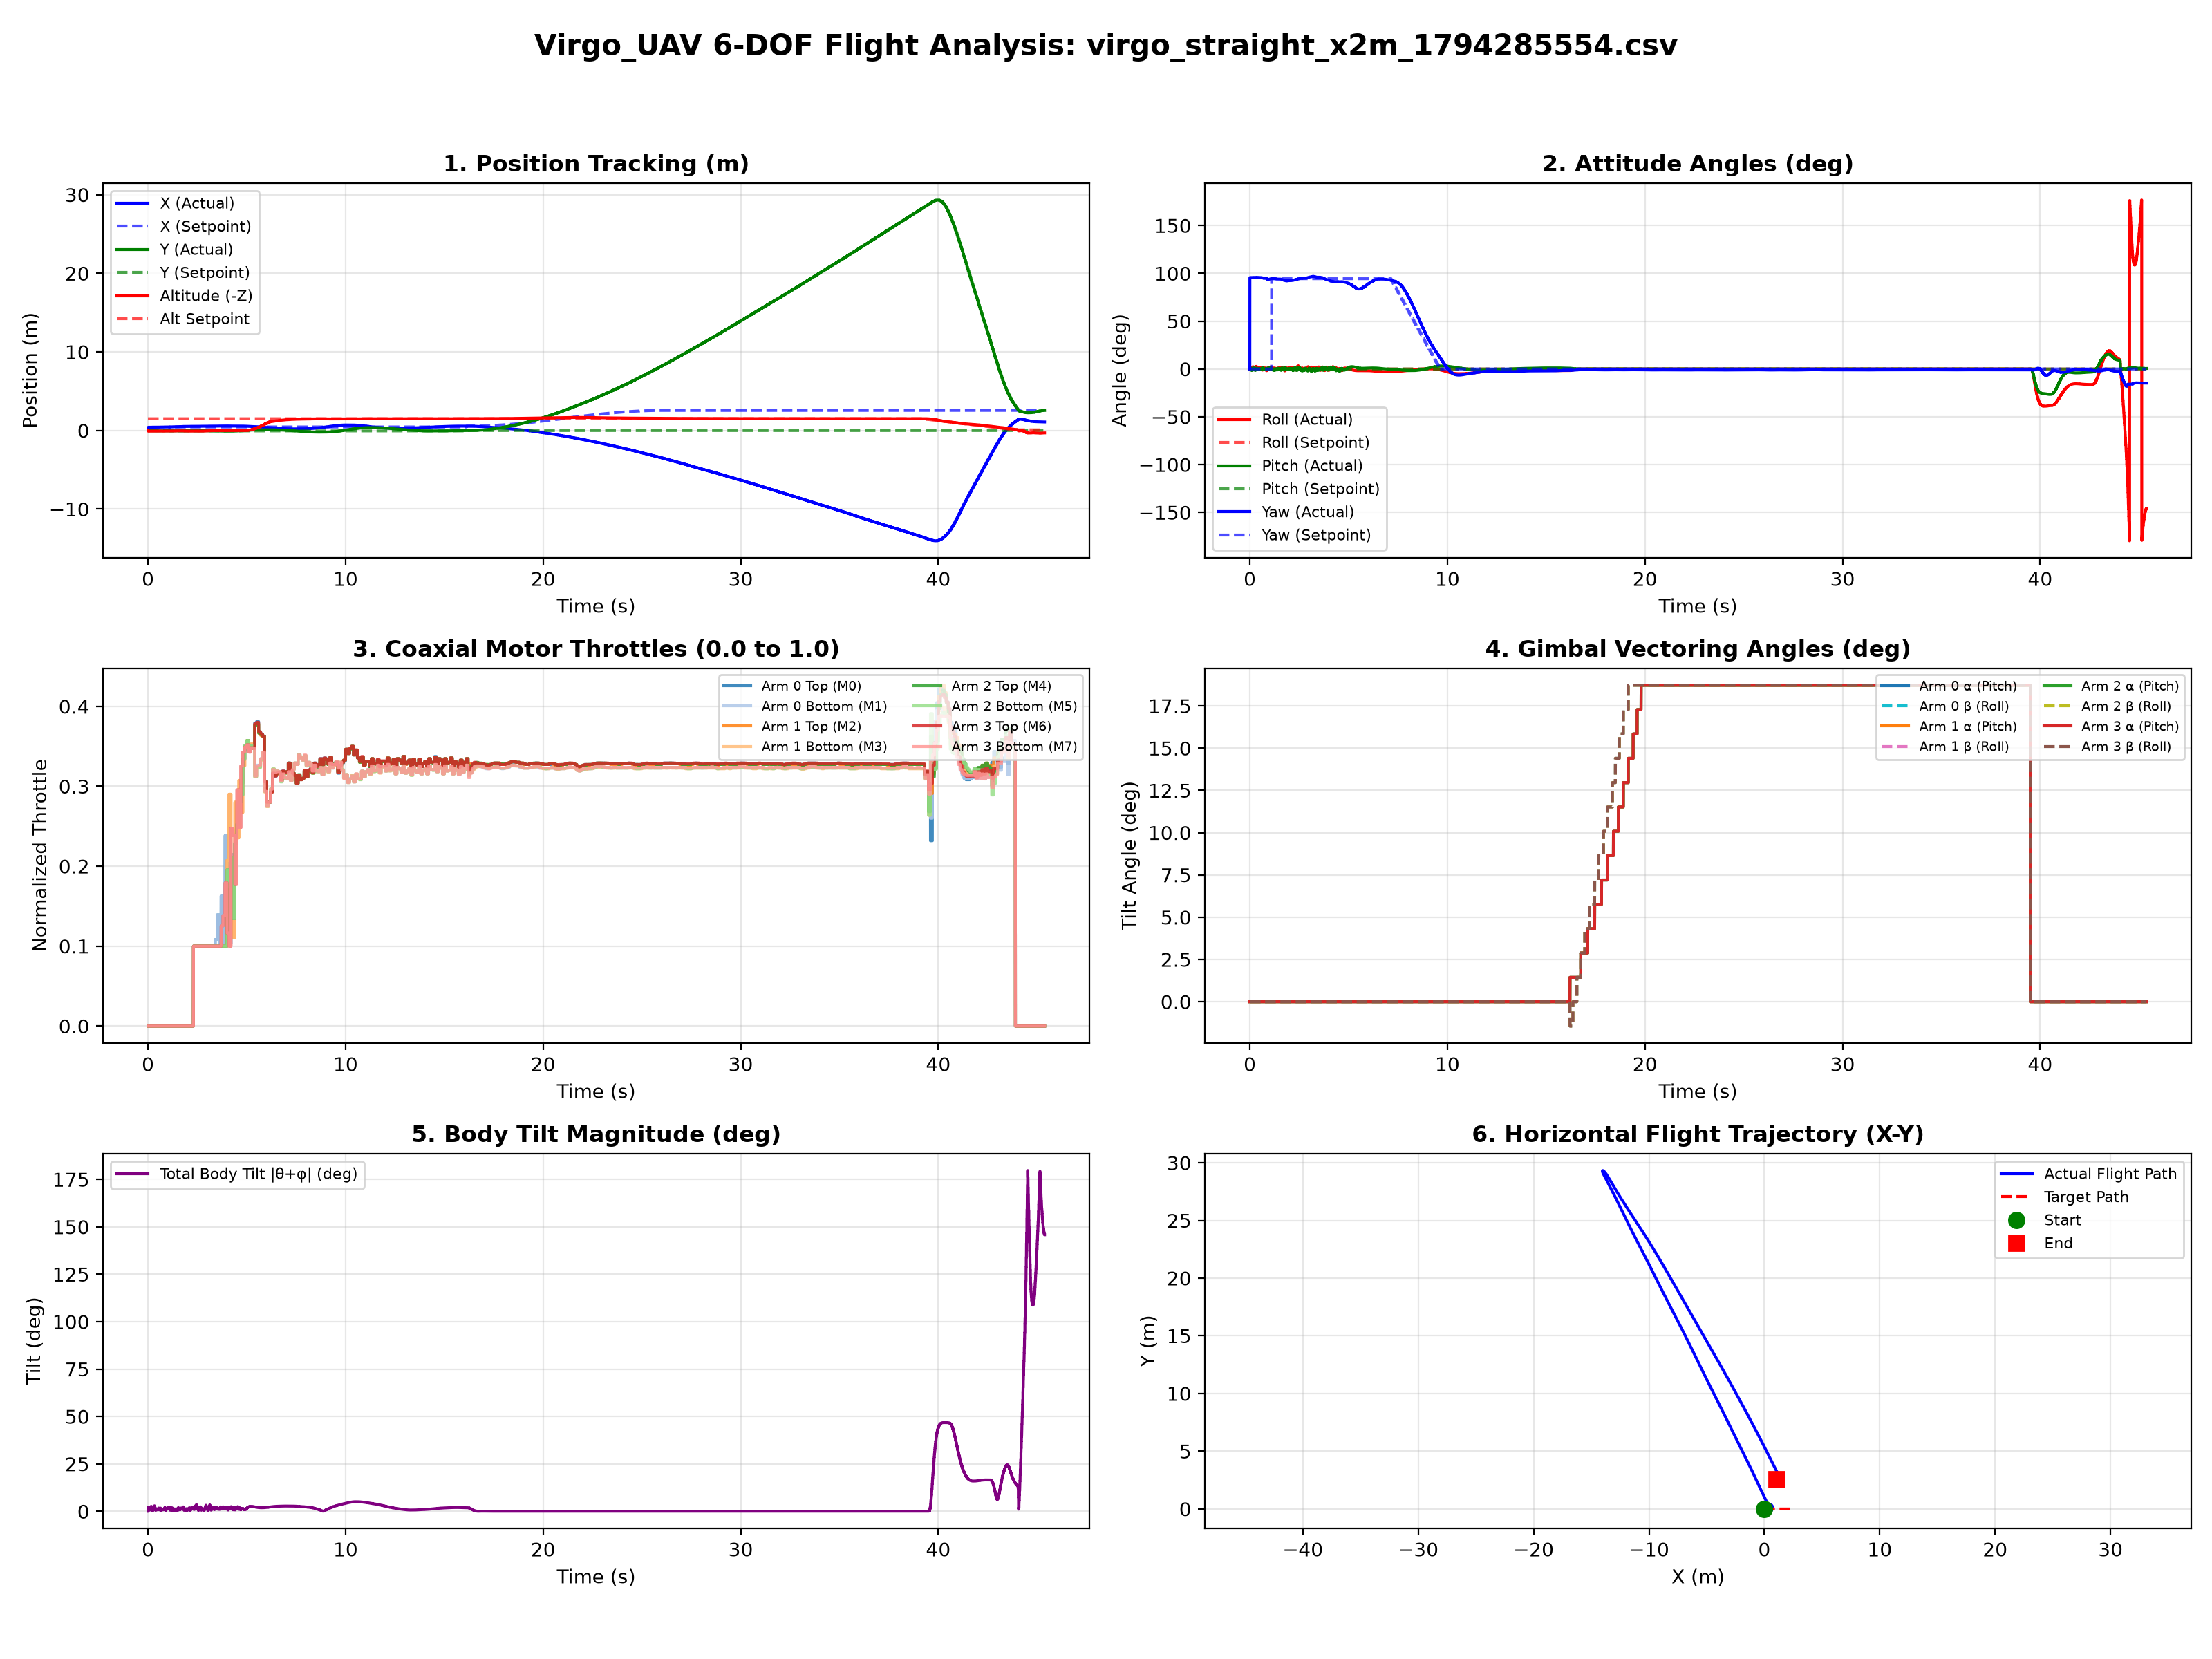 Virgo_UAV 6-DOF Flight Analysis: virgo_straight_x2m_1794285554.csv
1. Position Tracking (m)
30
20
10
0
−10
Position (m)
X (Actual)
X (Setpoint)
Y (Actual)
Y (Setpoint)
Altitude (-Z)
Alt Setpoint
0 10 20 30 40
Time (s)
2. Attitude Angles (deg)
150
100
50
0
−50
−100
−150
Angle (deg)
Roll (Actual)
Roll (Setpoint)
Pitch (Actual)
Pitch (Setpoint)
Yaw (Actual)
Yaw (Setpoint)
0 10 20 30 40
Time (s)
3. Coaxial Motor Throttles (0.0 to 1.0)
0.4
0.3
0.2
0.1
0.0
Normalized Throttle
Arm 0 Top (M0)
Arm 0 Bottom (M1)
Arm 1 Top (M2)
Arm 1 Bottom (M3)
Arm 2 Top (M4)
Arm 2 Bottom (M5)
Arm 3 Top (M6)
Arm 3 Bottom (M7)
0 10 20 30 40
Time (s)
4. Gimbal Vectoring Angles (deg)
17.5
15.0
12.5
10.0
7.5
5.0
2.5
0.0
Tilt Angle (deg)
Arm 0 α (Pitch)
Arm 0 β (Roll)
Arm 1 α (Pitch)
Arm 1 β (Roll)
Arm 2 α (Pitch)
Arm 2 β (Roll)
Arm 3 α (Pitch)
Arm 3 β (Roll)
0 10 20 30 40
Time (s)
5. Body Tilt Magnitude (deg)
175
150
125
100
75
50
25
0
Tilt (deg)
Total Body Tilt |θ+φ| (deg)
0 10 20 30 40
Time (s)
6. Horizontal Flight Trajectory (X-Y)
30
25
20
15
10
5
0
Y (m)
Actual Flight Path
Target Path
Start
End
−40 −30 −20 −10 0 10 20 30
X (m)